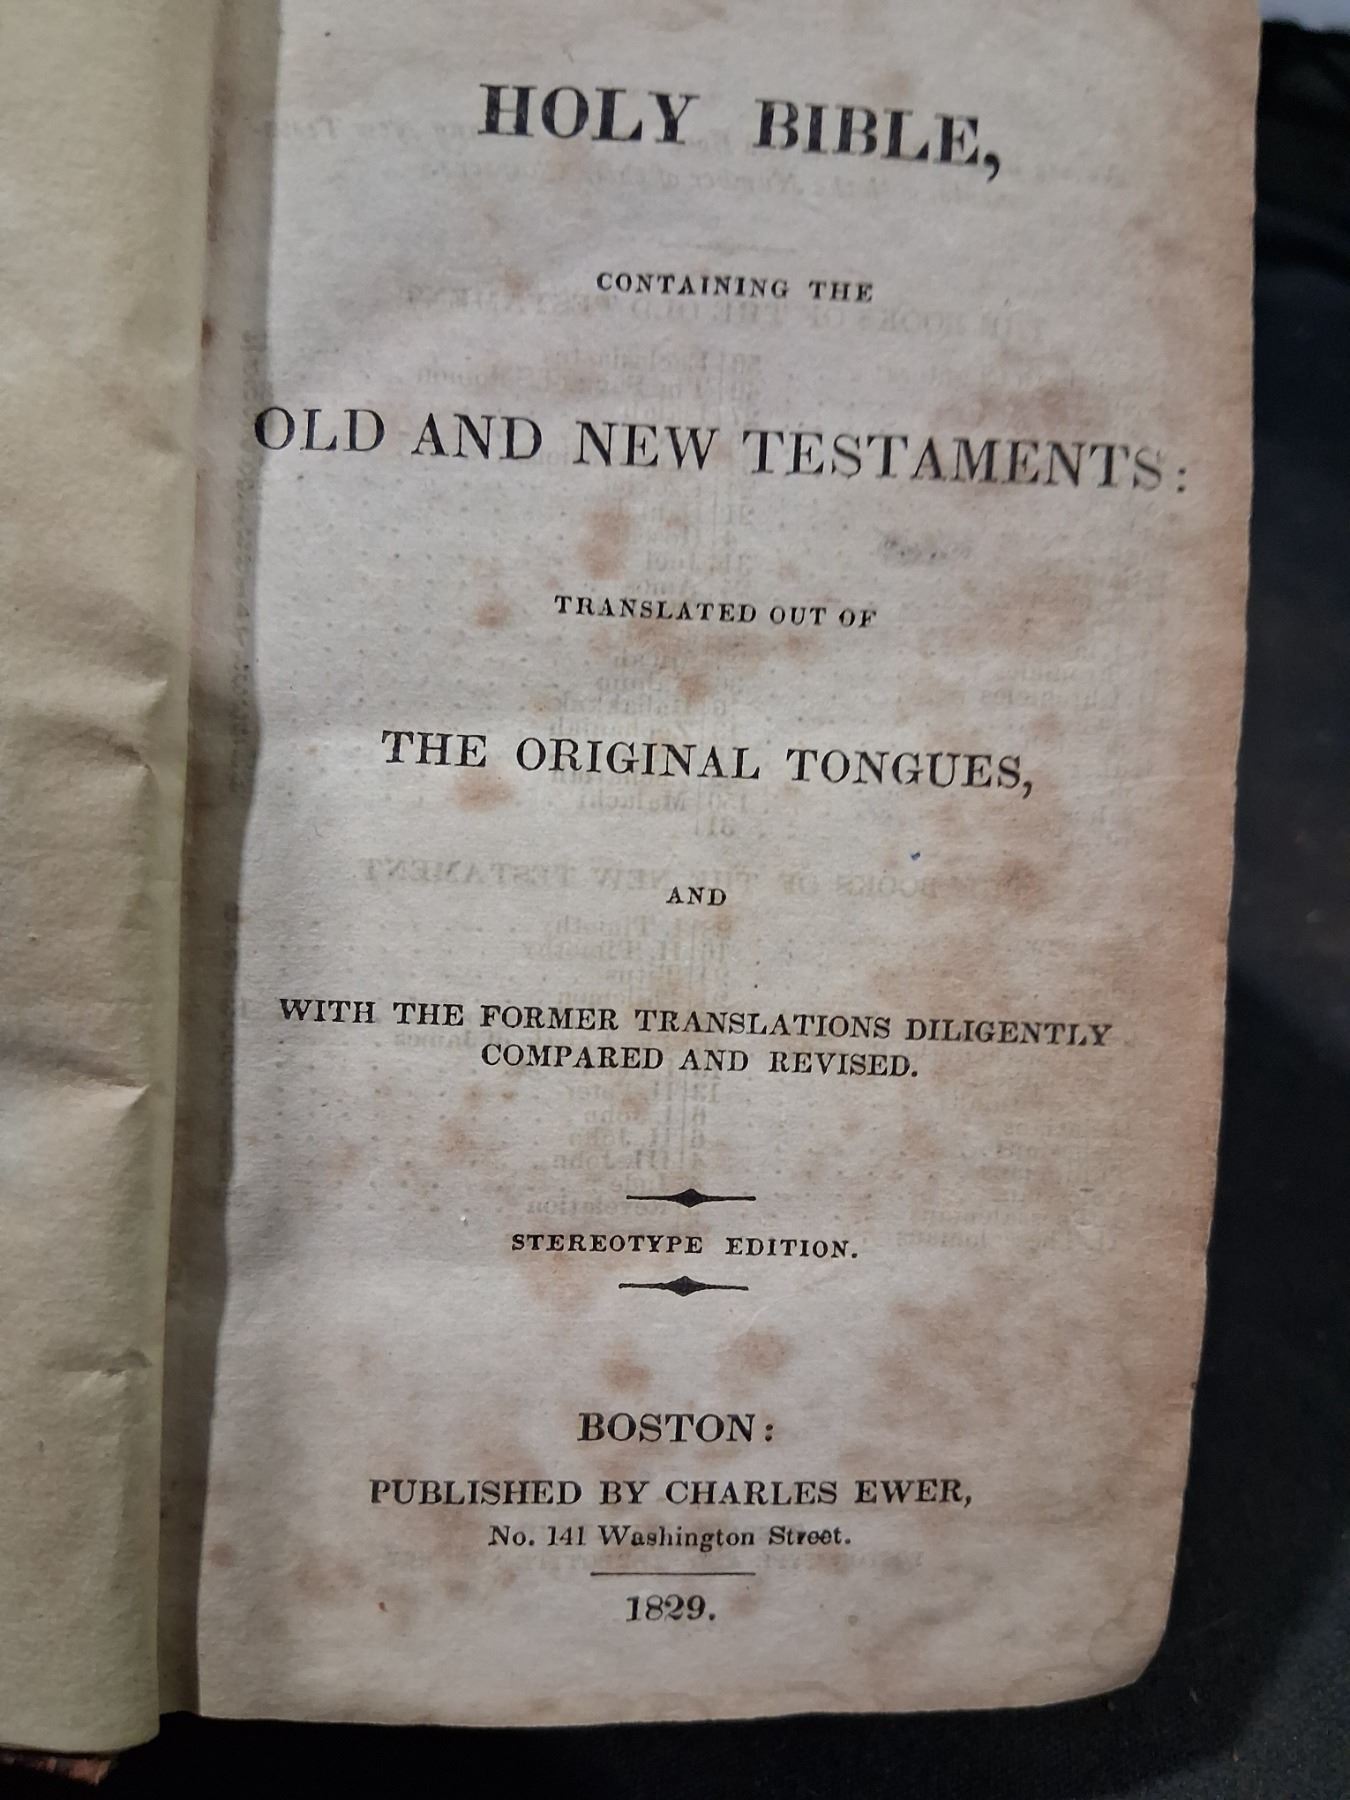 HOLY BIBLE,
CONTAINING THE
OLD AND NEW TESTAMENTS:
TRANSLATED OUT OF
THE ORIGINAL TONGUES,
AND
WITH THE FORMER TRANSLATIONS DILIGENTLY
COMPARED AND REVISED.
STEREOTYPE EDITION.
BOSTON:
PUBLISHED BY CHARLES EWER,
No. 141 Washington Street.
1829.